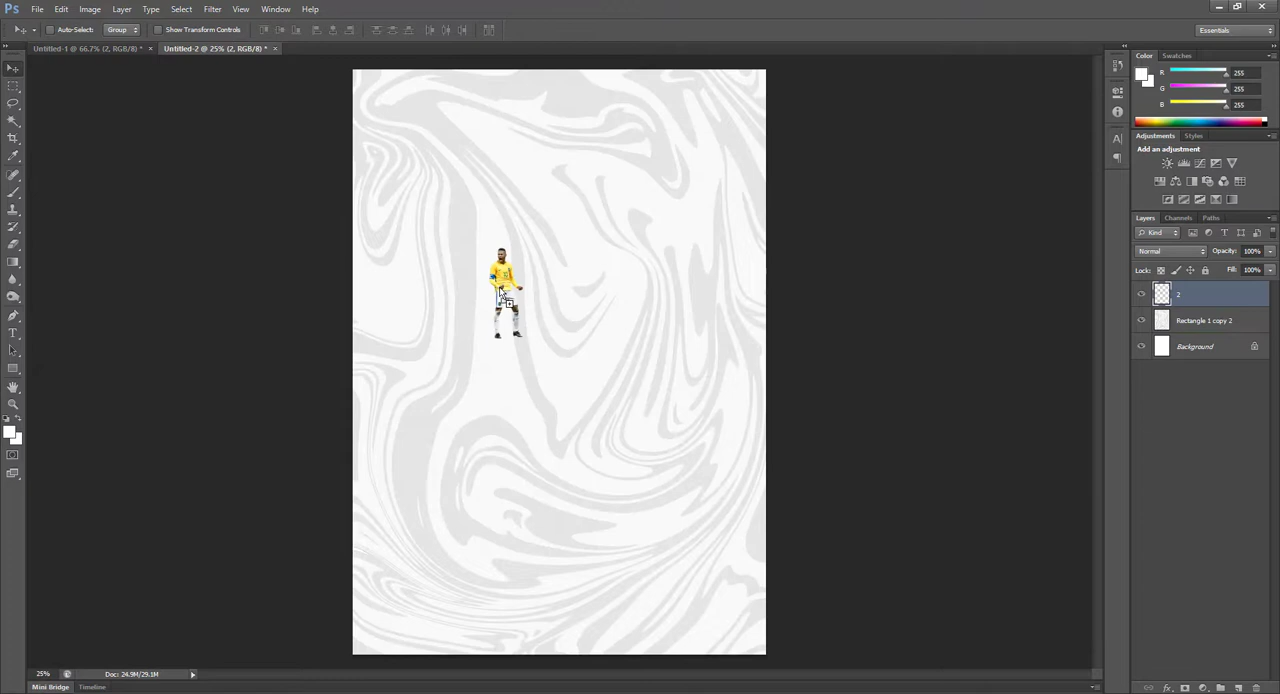 Ps File Edit Image Layer Type Select Filter View Window Help
Auto-Select: Group Show Transform Controls Essentials
Untitled-1 @ 66.7% (2, RGB/8) * × Untitled-2 @ 25% (2, RGB/8) * ×
Color Swatches
R 255
G 255
B 255
Adjustments Styles
Add an adjustment
Layers Channels Paths
Kind
Normal Opacity: 100%
Lock: Fill: 100%
2
Rectangle 1 copy 2
Background
25% Doc: 24.9M/29.1M
Mini Bridge Timeline